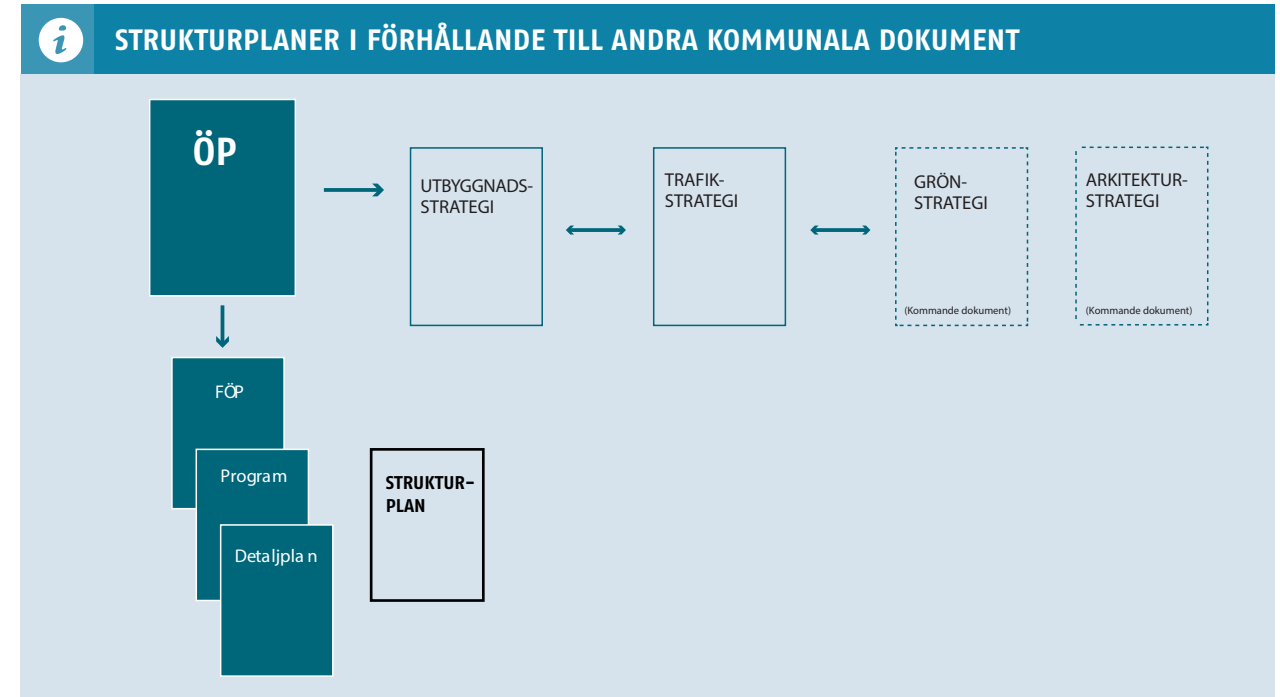 i
STRUKTURPLANER I FÖRHÅLLANDE TILL ANDRA KOMMUNALA DOKUMENT
ÖP
UTBYGGNADS-
STRATEGI
TRAFIK-
STRATEGI
GRÖN-
STRATEGI
(Kommande dokument)
ARKITEKTUR-
STRATEGI
(Kommande dokument)
FÖP
Program
Detaljplan
STRUKTUR-
PLAN